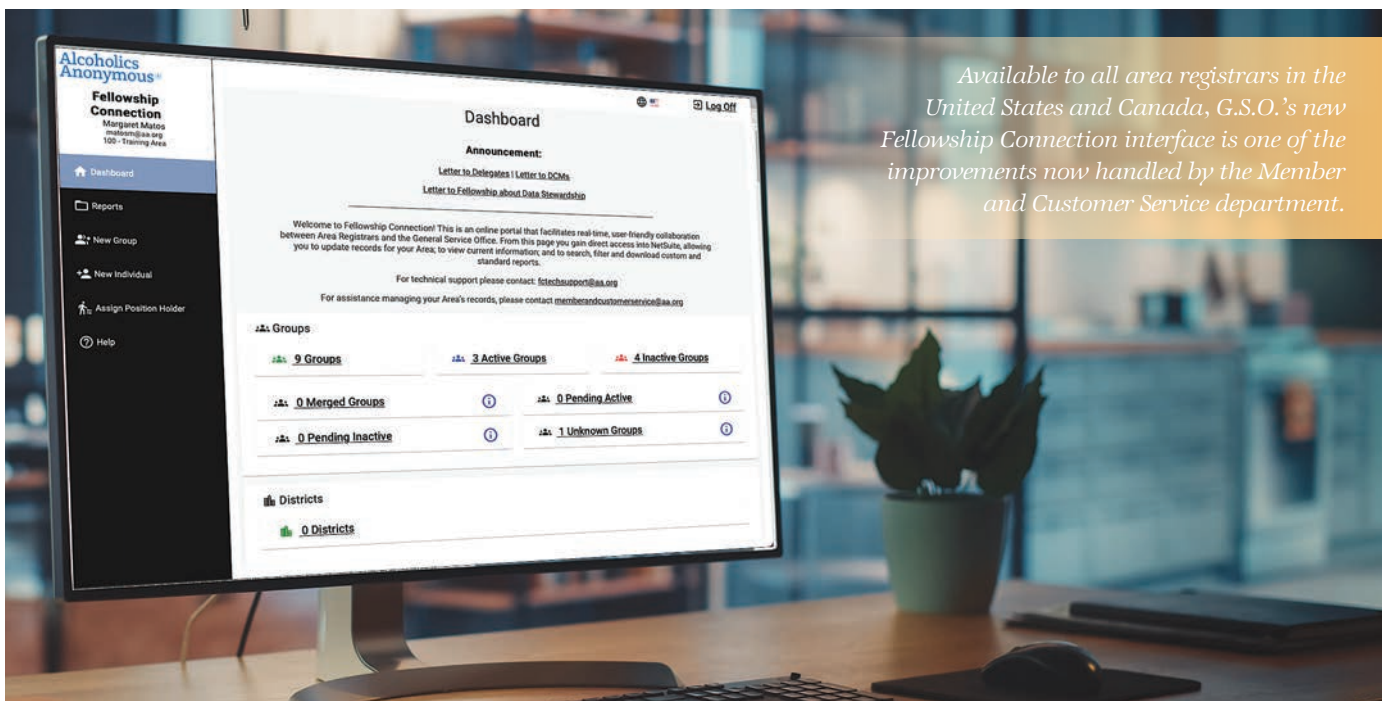 Alcoholics
Anonymous®
Fellowship
Connection
Margaret Matos
matosm@aa.org
100 - Training Area
Dashboard
Reports
New Group
New Individual
Assign Position Holder
Help
Log Off
Dashboard
Announcement:
Letter to Delegates | Letter to DCMs
Letter to Fellowship about Data Stewardship
Welcome to Fellowship Connection! This is an online portal that facilitates real-time, user-friendly collaboration
between Area Registrars and the General Service Office. From this page you gain direct access into NetSuite, allowing
you to update records for your Area; to view current information; and to search, filter and download custom and
standard reports.
For technical support please contact: fctechsupport@aa.org
For assistance managing your Area's records, please contact memberandcustomerservice@aa.org
Groups
9 Groups
3 Active Groups
4 Inactive Groups
0 Merged Groups
0 Pending Active
0 Pending Inactive
1 Unknown Groups
Districts
0 Districts
Available to all area registrars in the
United States and Canada, G.S.O.'s new
Fellowship Connection interface is one of the
improvements now handled by the Member
and Customer Service department.